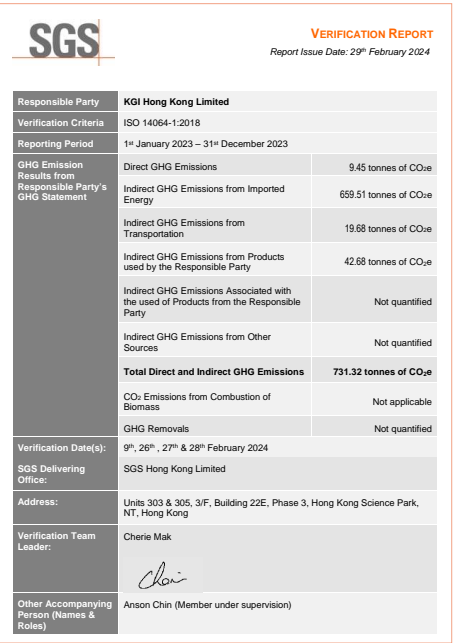 SGS
VERIFICATION REPORT
Report Issue Date: 29th February 2024
Responsible Party
KGI Hong Kong Limited
Verification Criteria
ISO 14064-1:2018
Reporting Period
1st January 2023 – 31st December 2023
GHG Emission
Results from
Responsible Party's
GHG Statement
Direct GHG Emissions
9.45 tonnes of CO2e
Indirect GHG Emissions from Imported
Energy
659.51 tonnes of CO2e
Indirect GHG Emissions from
Transportation
19.68 tonnes of CO2e
Indirect GHG Emissions from Products
used by the Responsible Party
42.68 tonnes of CO2e
Indirect GHG Emissions Associated with
the used of Products from the Responsible
Party
Not quantified
Indirect GHG Emissions from Other
Sources
Not quantified
Total Direct and Indirect GHG Emissions
731.32 tonnes of CO2e
CO2 Emissions from Combustion of
Biomass
Not applicable
GHG Removals
Not quantified
Verification Date(s):
9th, 26th , 27th & 28th February 2024
SGS Delivering
Office:
SGS Hong Kong Limited
Address:
Units 303 & 305, 3/F, Building 22E, Phase 3, Hong Kong Science Park,
NT, Hong Kong
Verification Team
Leader:
Cherie Mak
Other Accompanying
Person (Names &
Roles)
Anson Chin (Member under supervision)